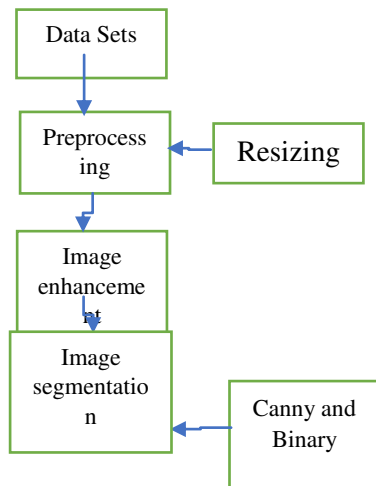 Data Sets
Preprocess
ing
Resizing
Image
enhanceme
nt
Image
segmentatio
n
Canny and
Binary